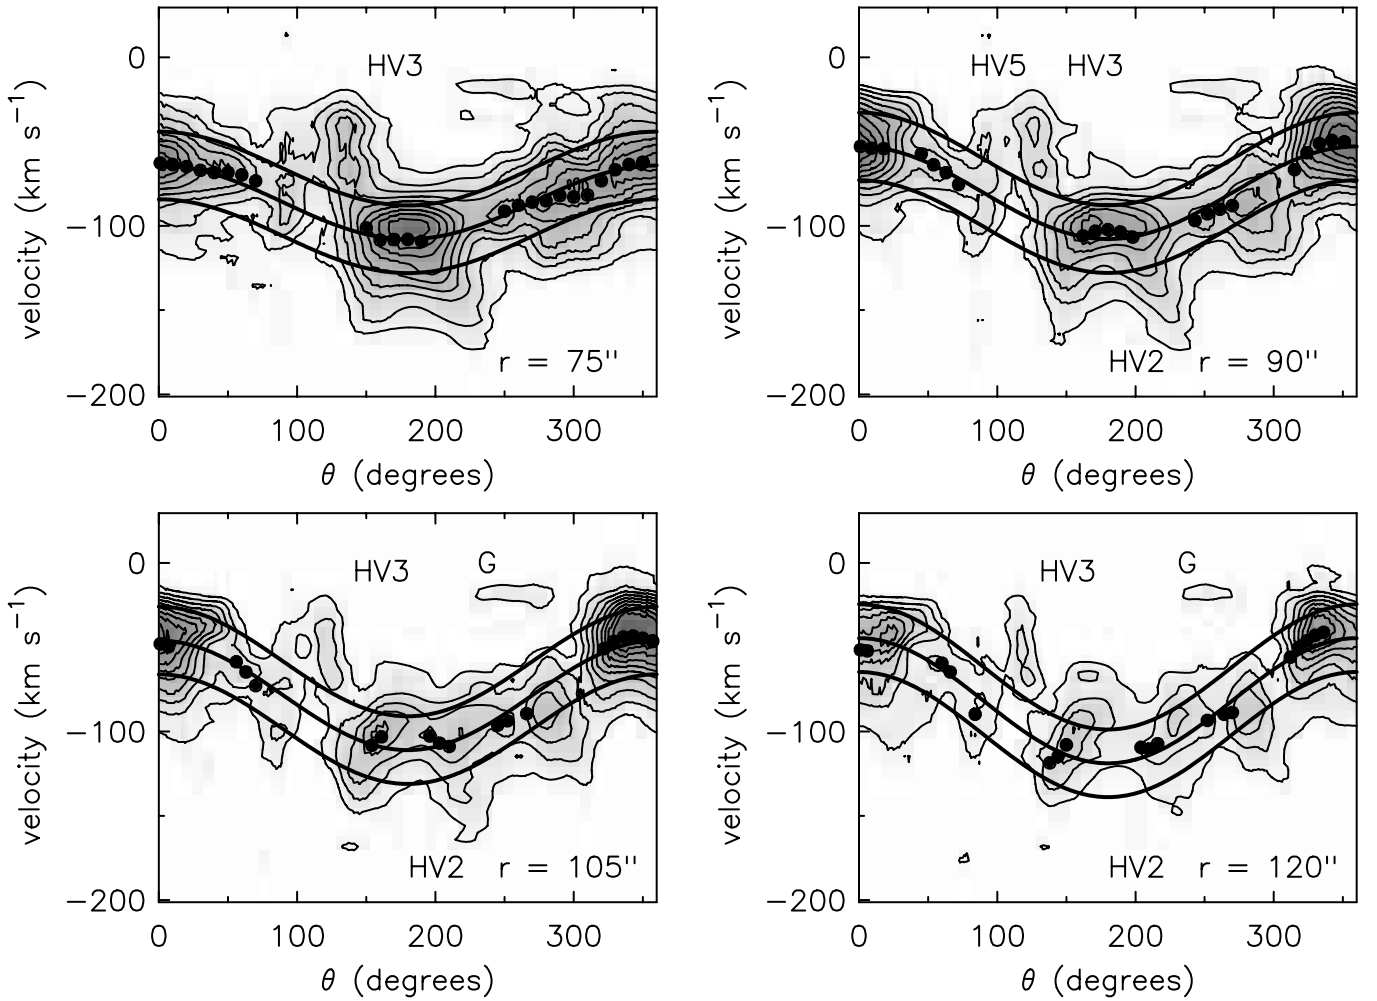 HV3
0
−100
−200
velocity (km s⁻¹)
r = 75"
0 100 200 300
θ (degrees)
HV5 HV3
0
−100
−200
velocity (km s⁻¹)
HV2 r = 90"
0 100 200 300
θ (degrees)
HV3 G
0
−100
−200
velocity (km s⁻¹)
HV2 r = 105"
0 100 200 300
θ (degrees)
HV3 G
0
−100
−200
velocity (km s⁻¹)
HV2 r = 120"
0 100 200 300
θ (degrees)